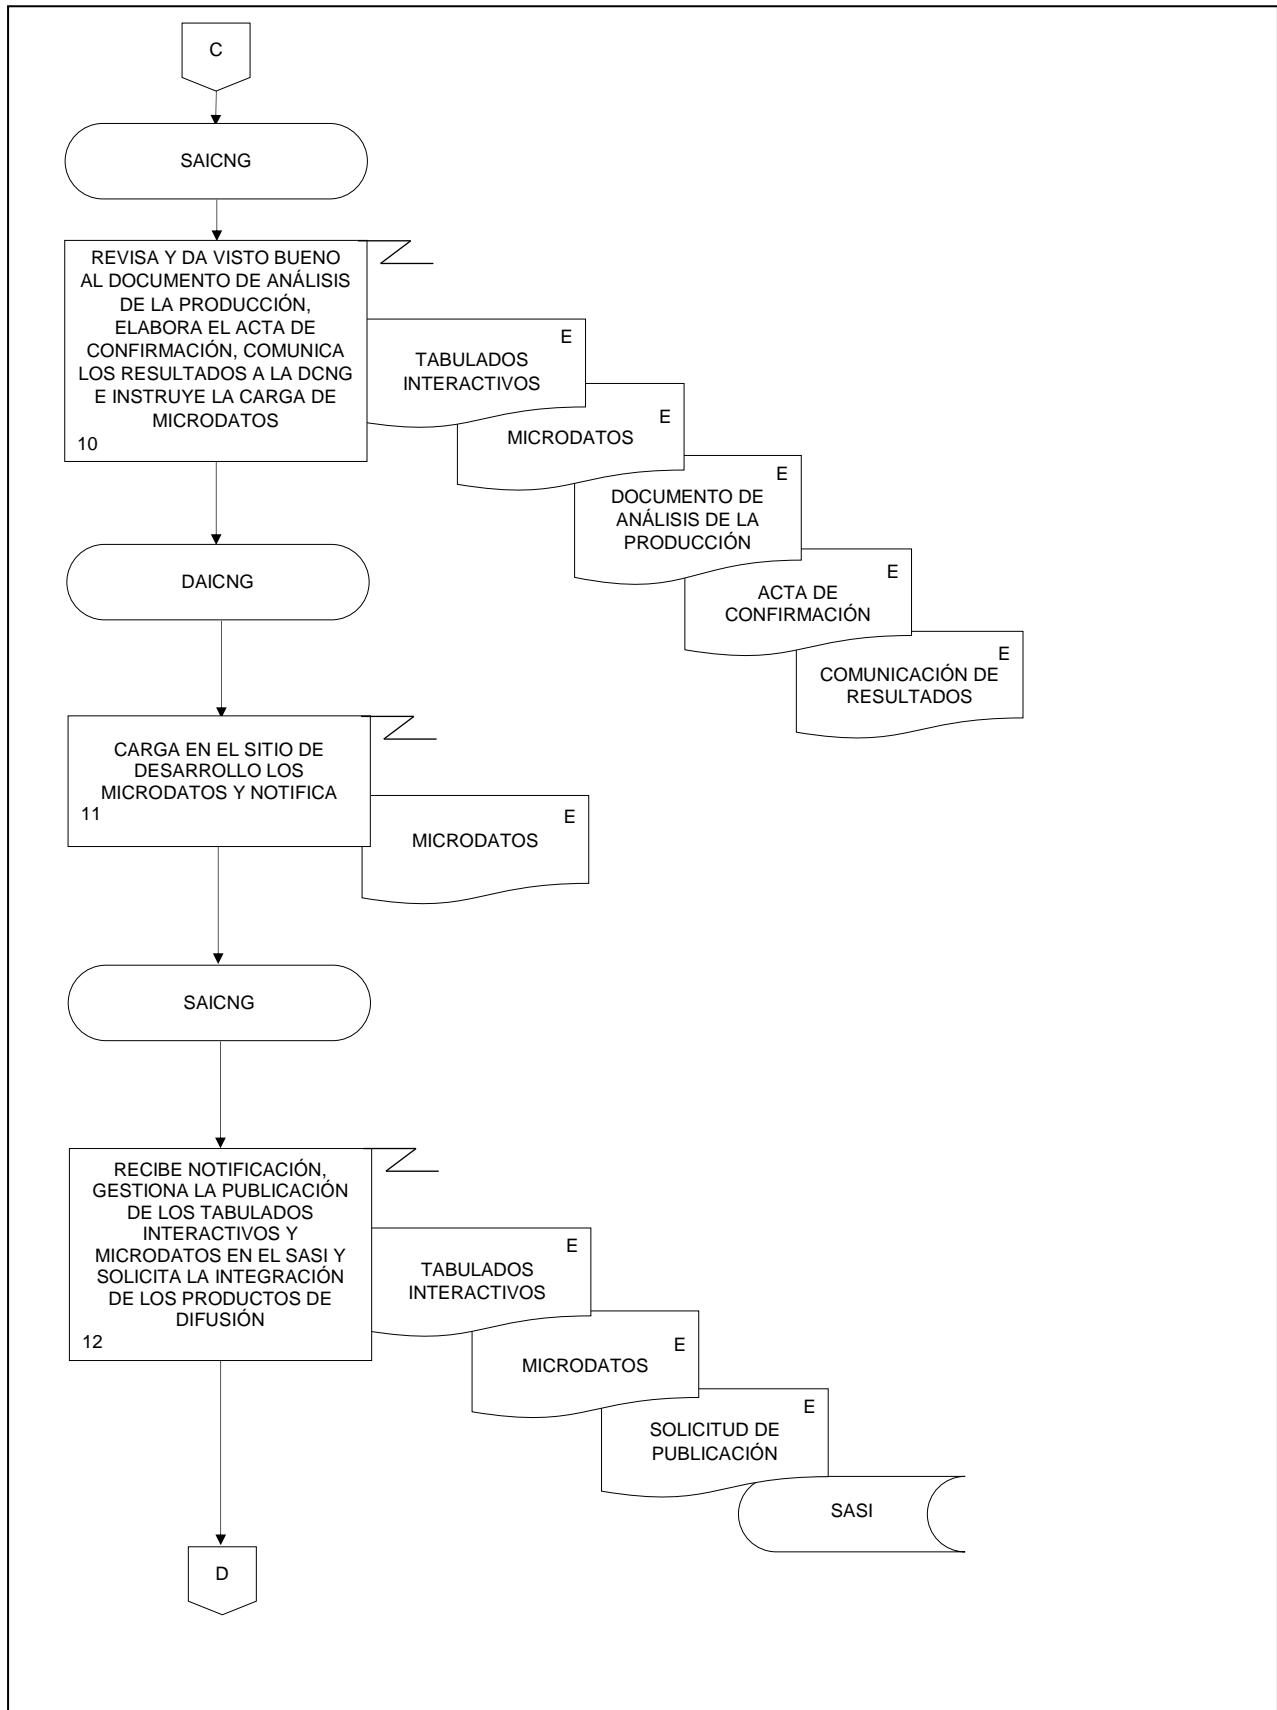 C
SAICNG
REVISA Y DA VISTO BUENO
AL DOCUMENTO DE ANÁLISIS
DE LA PRODUCCIÓN,
ELABORA EL ACTA DE
CONFIRMACIÓN, COMUNICA
LOS RESULTADOS A LA DCNG
E INSTRUYE LA CARGA DE
MICRODATOS
10
E
TABULADOS
INTERACTIVOS
E
MICRODATOS
E
DOCUMENTO DE
ANÁLISIS DE LA
PRODUCCIÓN
E
ACTA DE
CONFIRMACIÓN
E
COMUNICACIÓN DE
RESULTADOS
DAICNG
CARGA EN EL SITIO DE
DESARROLLO LOS
MICRODATOS Y NOTIFICA
11
E
MICRODATOS
SAICNG
RECIBE NOTIFICACIÓN,
GESTIONA LA PUBLICACIÓN
DE LOS TABULADOS
INTERACTIVOS Y
MICRODATOS EN EL SASI Y
SOLICITA LA INTEGRACIÓN
DE LOS PRODUCTOS DE
DIFUSIÓN
12
E
TABULADOS
INTERACTIVOS
E
MICRODATOS
E
SOLICITUD DE
PUBLICACIÓN
SASI
D